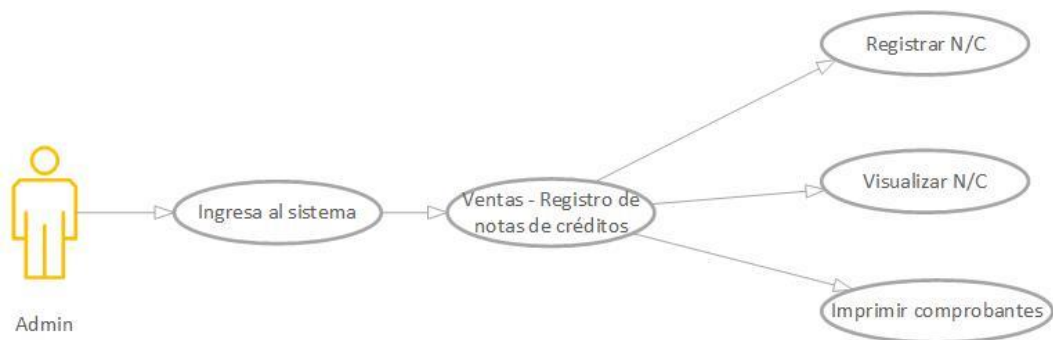 Registrar N/C
Visualizar N/C
Ingresa al sistema
Ventas - Registro de
notas de créditos
Imprimir comprobantes
Admin